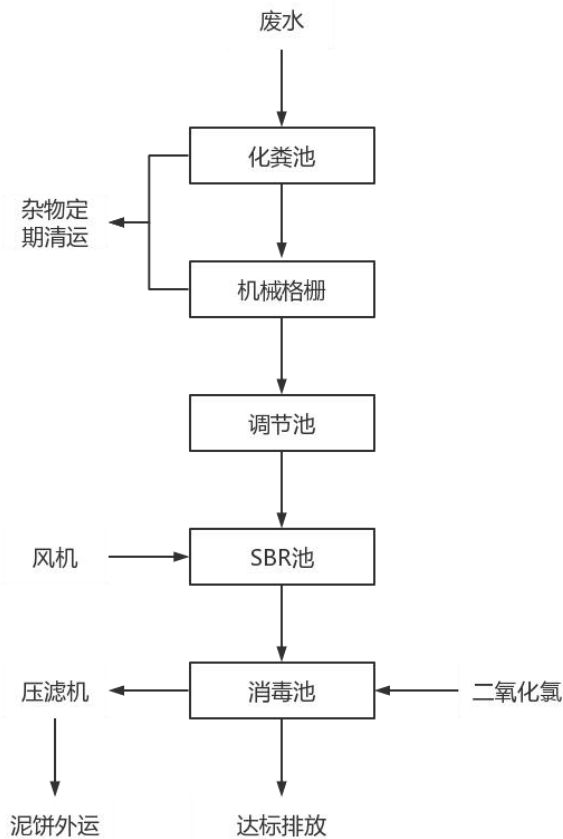 废水
化粪池
杂物定
期清运
机械格栅
调节池
风机
SBR池
压滤机
消毒池
二氧化氯
泥饼外运
达标排放